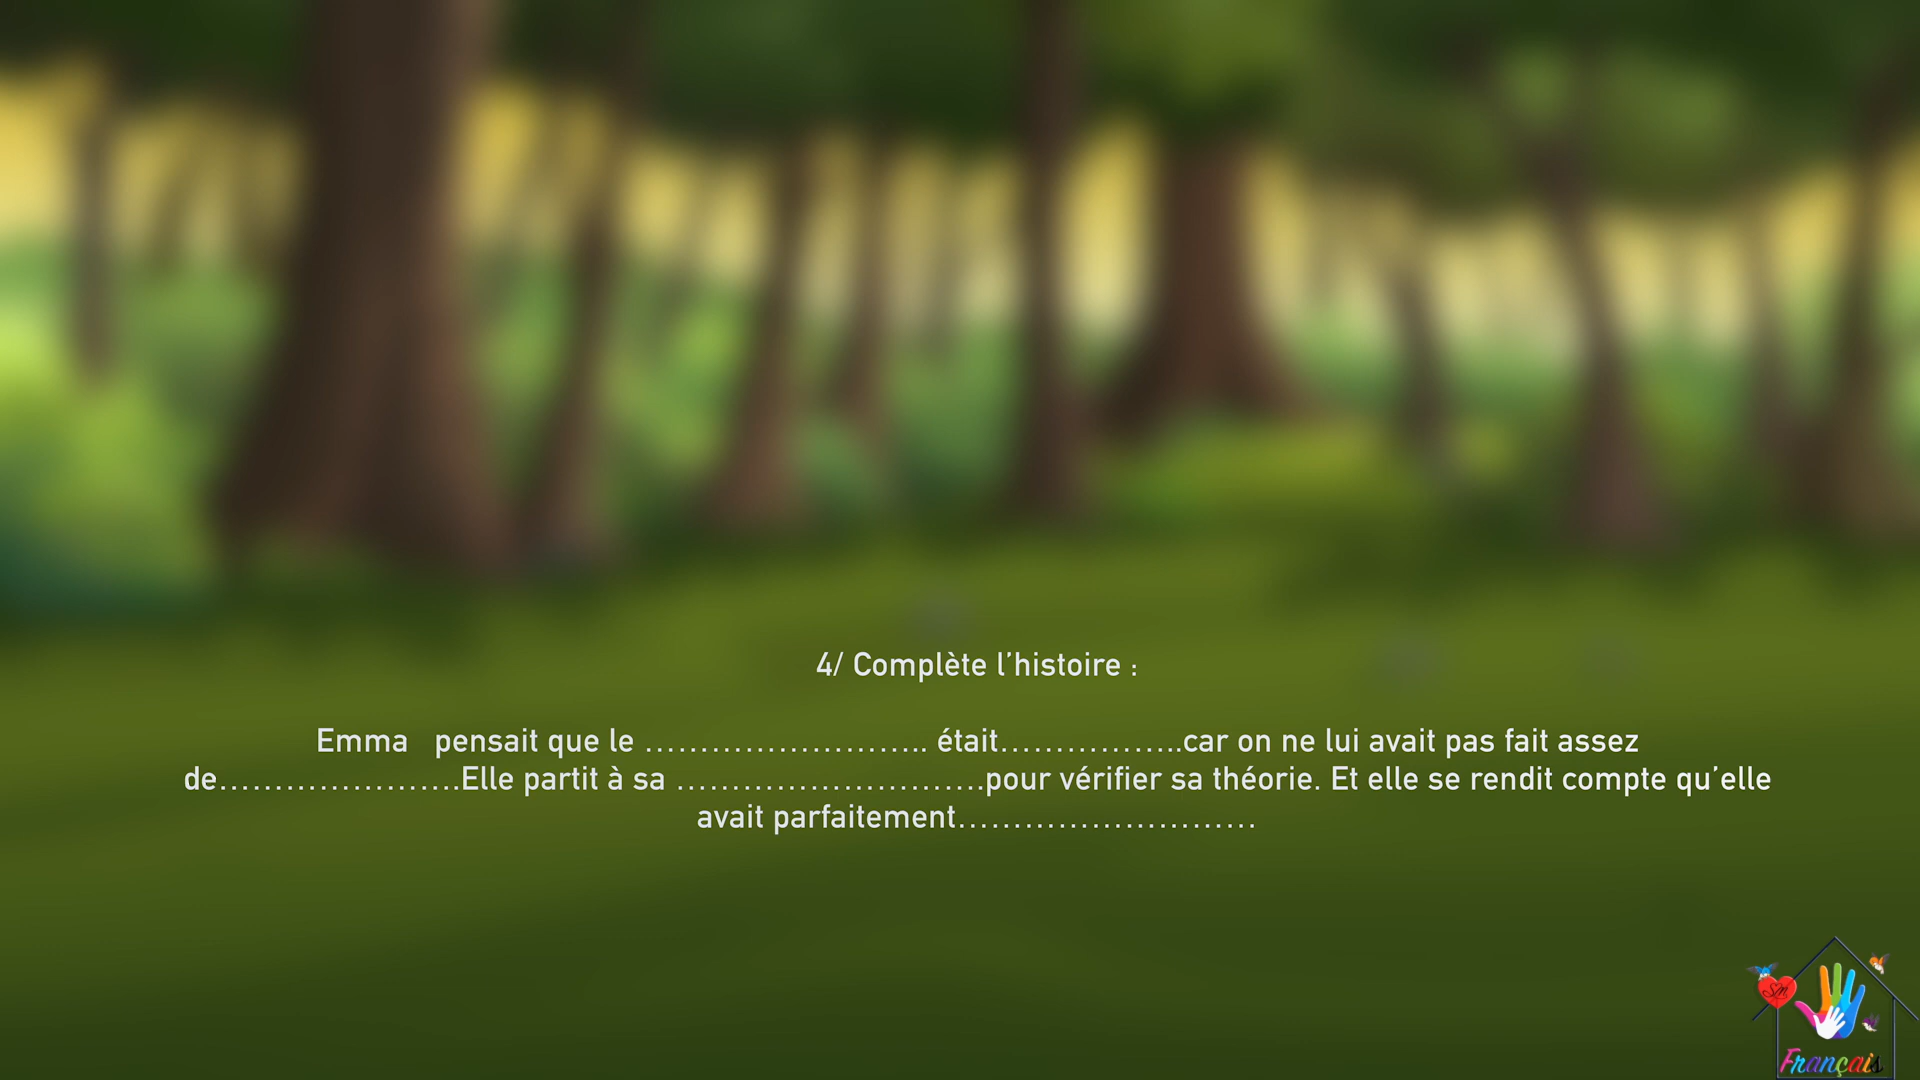 4/ Complète l’histoire :
Emma pensait que le ……………………….. était……………..car on ne lui avait pas fait assez
de…………………….Elle partit à sa ………………………….pour vérifier sa théorie. Et elle se rendit compte qu’elle
avait parfaitement………………………
SM
Français